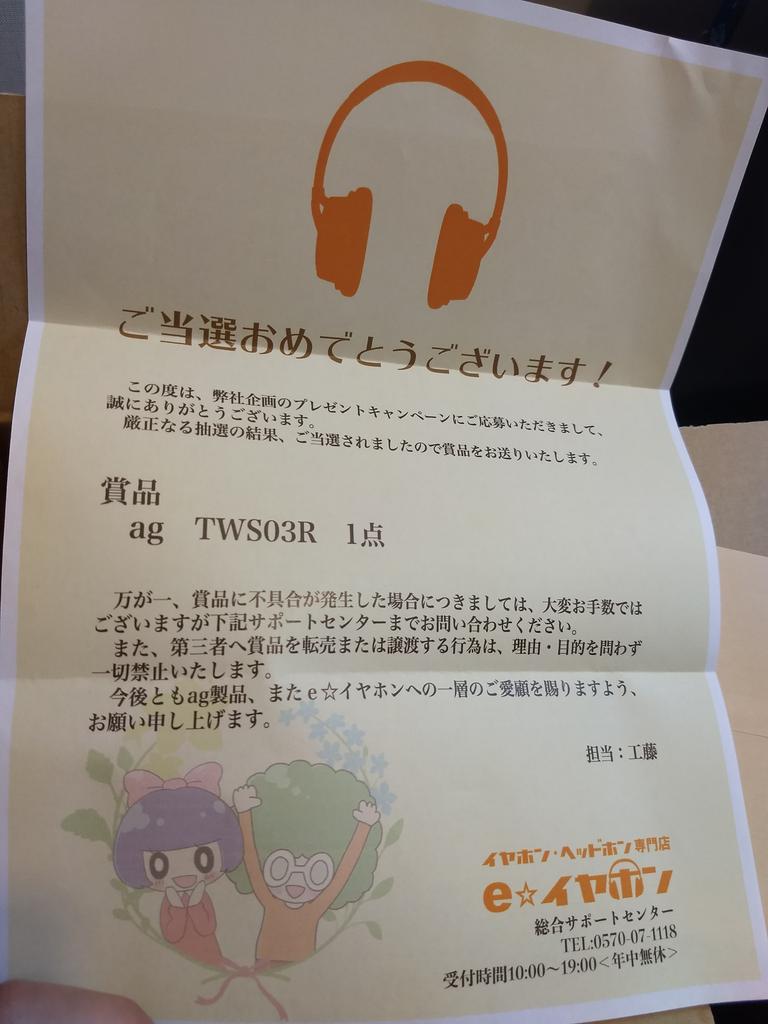 ご当選おめでとうございます！
この度は、弊社企画のプレゼントキャンペーンにご応募いただきまして、
誠にありがとうございます。
厳正なる抽選の結果、ご当選されましたので賞品をお送りいたします。
賞品
ag TWS03R 1点
万が一、賞品に不具合が発生した場合につきましては、大変お手数では
ございますが下記サポートセンターまでお問い合わせください。
また、第三者へ賞品を転売または譲渡する行為は、理由・目的を問わず
一切禁止いたします。
今後ともag製品、またｅ☆イヤホンへの一層のご愛顧を賜りますよう、
お願い申し上げます。
担当：工藤
イヤホン・ヘッドホン専門店
e☆イヤホン
総合サポートセンター
TEL:0570-07-1118
受付時間10:00～19:00＜年中無休＞